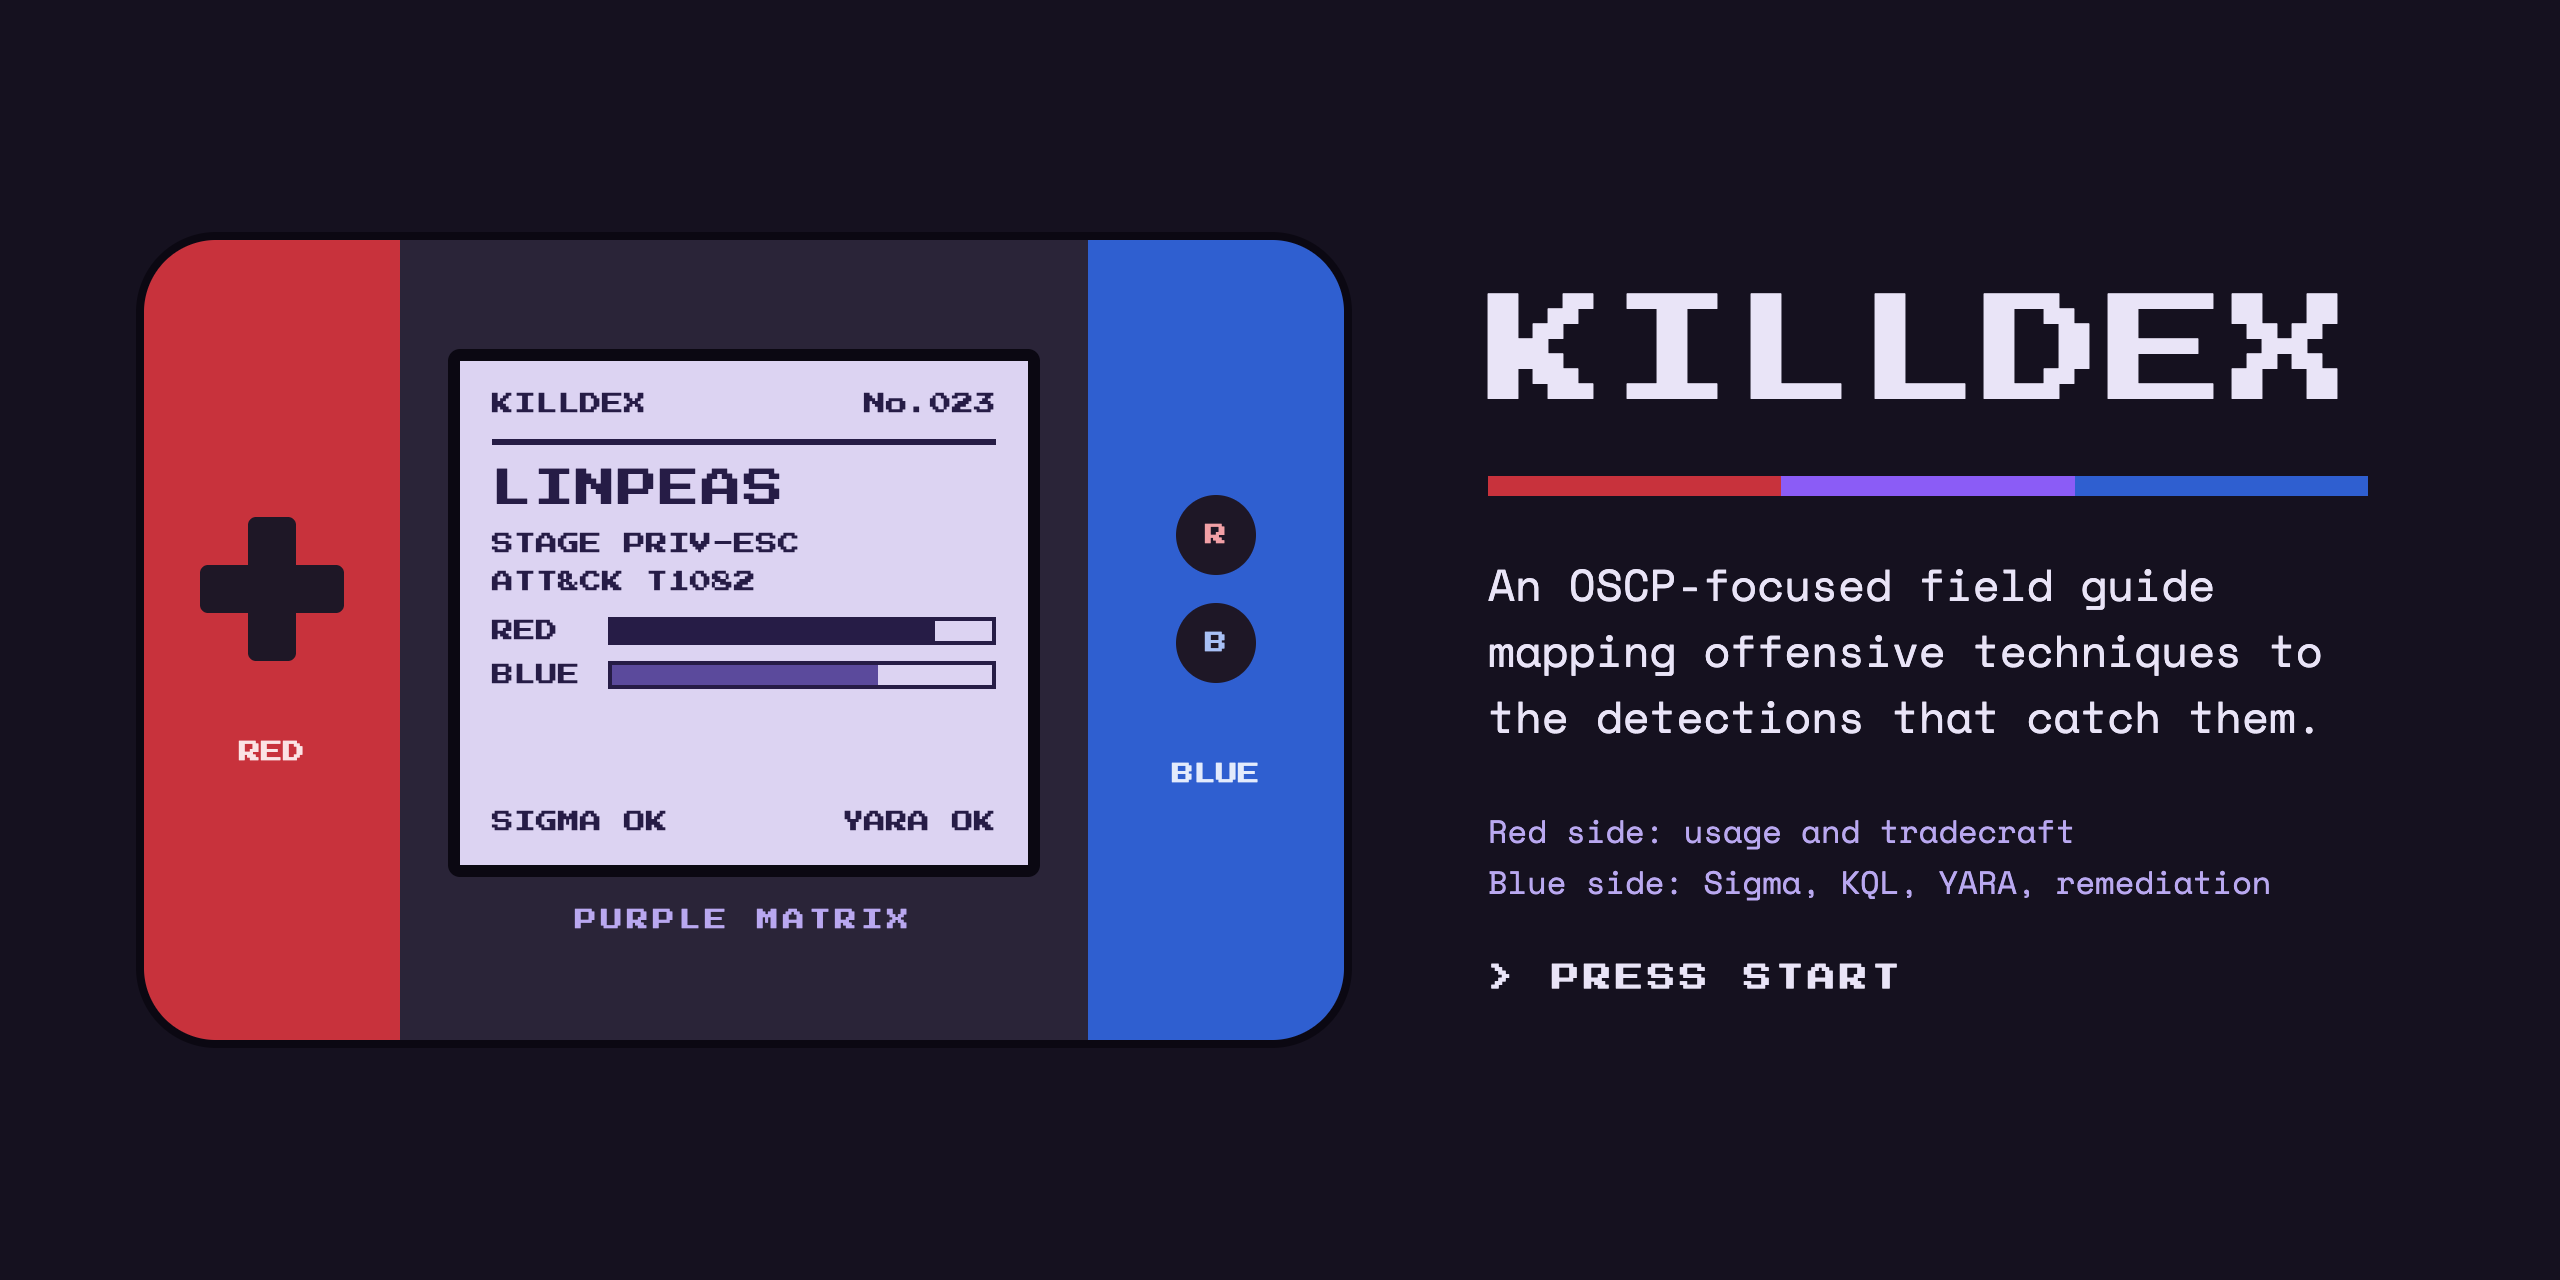 RED
KILLDEX No.023
LINPEAS
STAGE PRIV-ESC
ATT&CK T1082
RED
BLUE
SIGMA OK YARA OK
PURPLE MATRIX
R
B
BLUE
KILLDEX
An OSCP-focused field guide
mapping offensive techniques to
the detections that catch them.
Red side: usage and tradecraft
Blue side: Sigma, KQL, YARA, remediation
> PRESS START